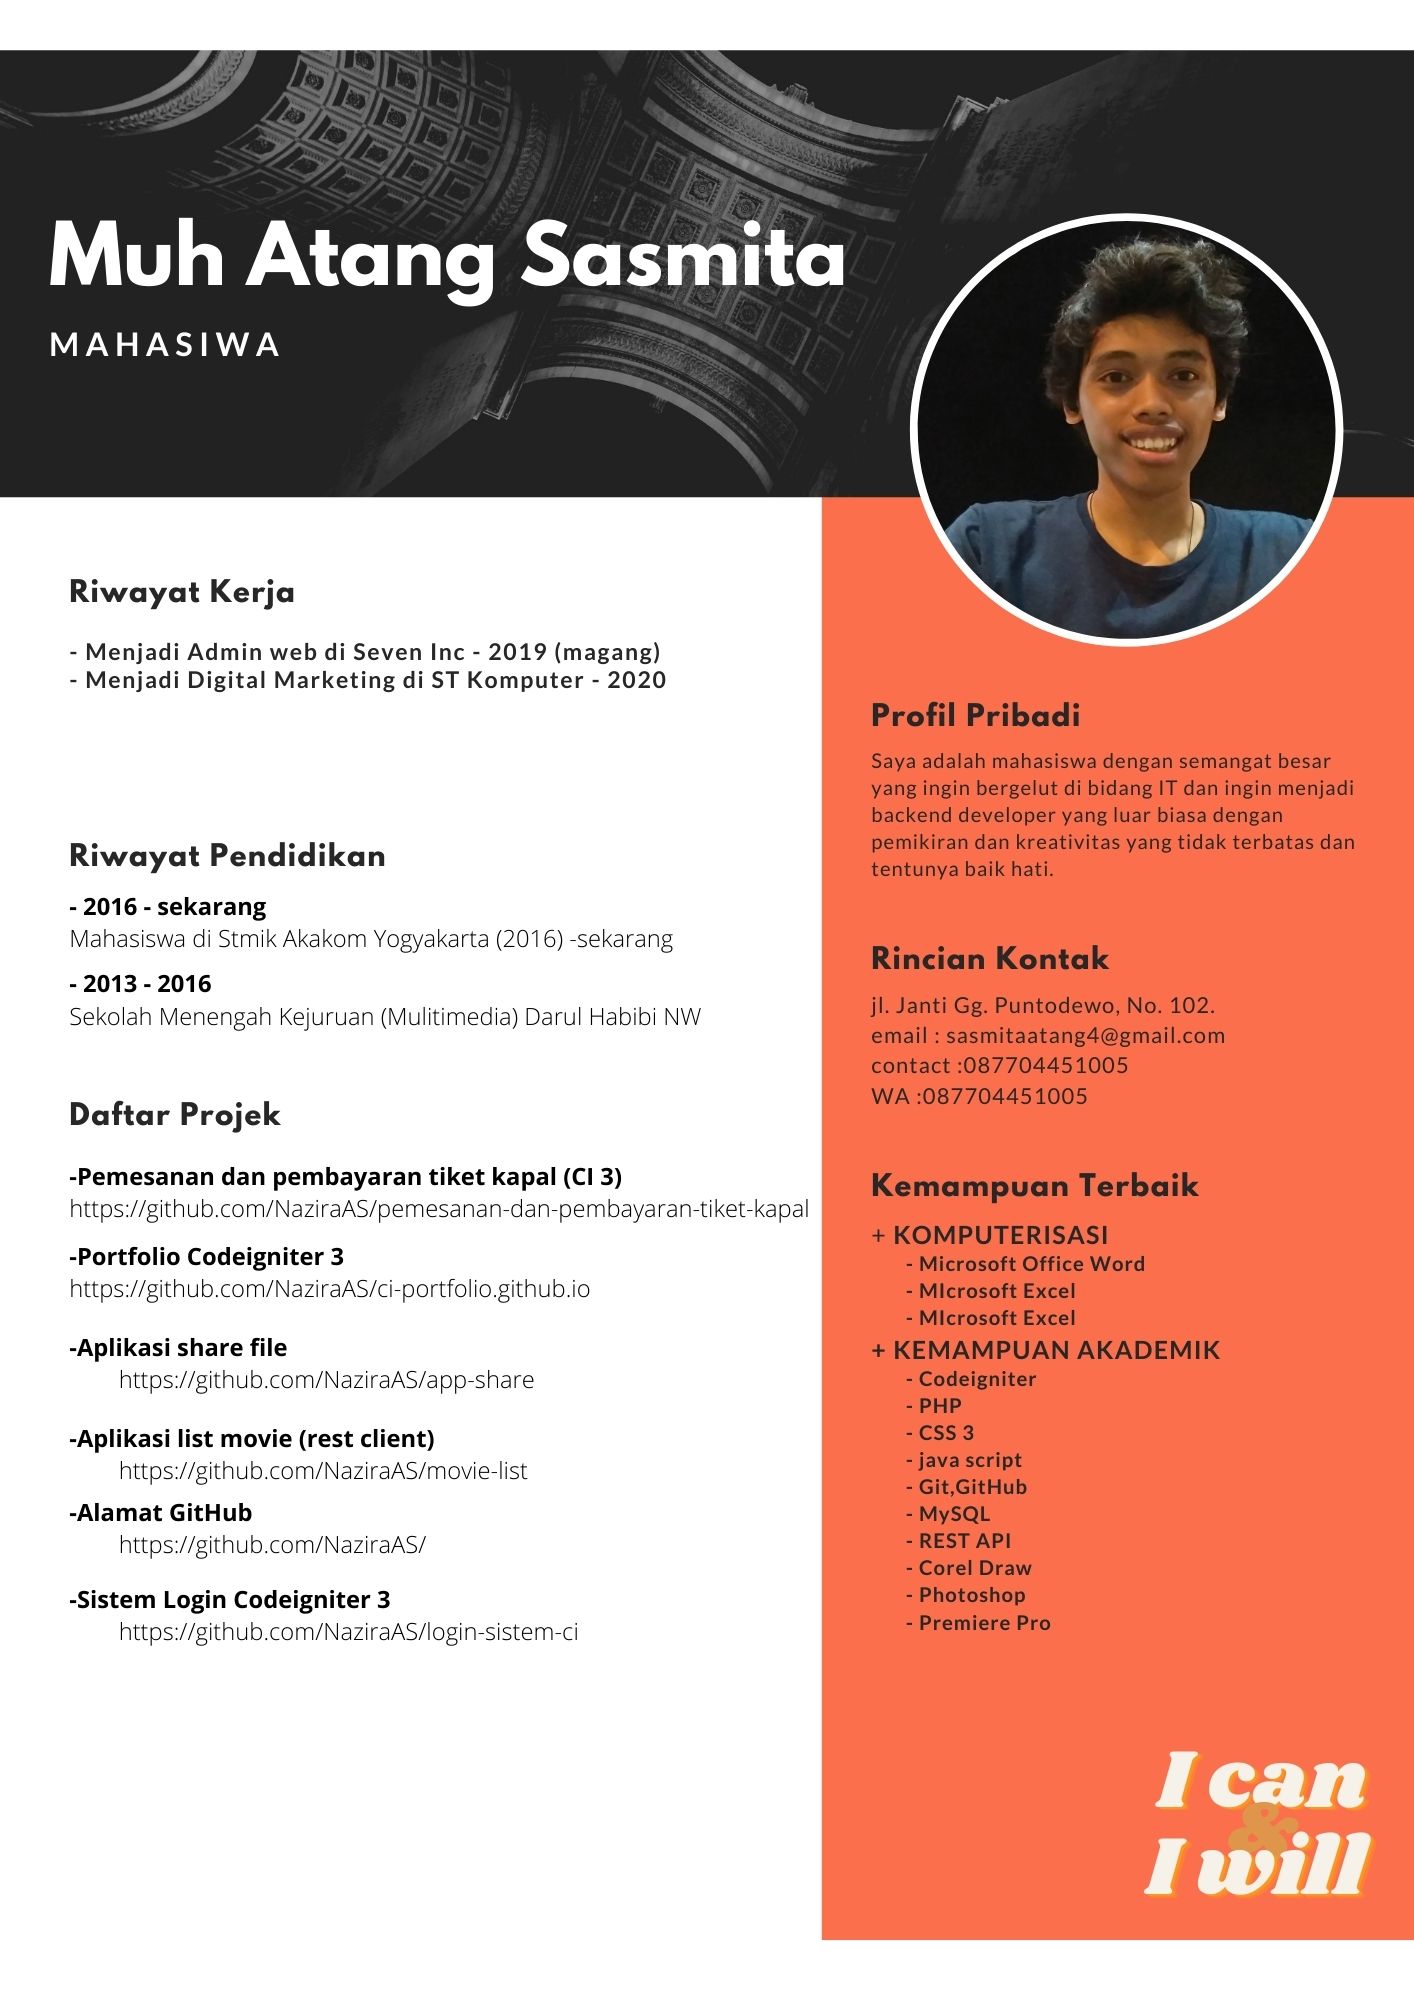 Muh Atang Sasmita
MAHASIWA
Riwayat Kerja
- Menjadi Admin web di Seven Inc - 2019 (magang)
- Menjadi Digital Marketing di ST Komputer - 2020
Riwayat Pendidikan
- 2016 - sekarang
Mahasiswa di Stmik Akakom Yogyakarta (2016) -sekarang
- 2013 - 2016
Sekolah Menengah Kejuruan (Mulitimedia) Darul Habibi NW
Daftar Projek
-Pemesanan dan pembayaran tiket kapal (CI 3)
https://github.com/NaziraAS/pemesanan-dan-pembayaran-tiket-kapal
-Portfolio Codeigniter 3
https://github.com/NaziraAS/ci-portfolio.github.io
-Aplikasi share file
https://github.com/NaziraAS/app-share
-Aplikasi list movie (rest client)
https://github.com/NaziraAS/movie-list
-Alamat GitHub
https://github.com/NaziraAS/
-Sistem Login Codeigniter 3
https://github.com/NaziraAS/login-sistem-ci
Profil Pribadi
Saya adalah mahasiswa dengan semangat besar
yang ingin bergelut di bidang IT dan ingin menjadi
backend developer yang luar biasa dengan
pemikiran dan kreativitas yang tidak terbatas dan
tentunya baik hati.
Rincian Kontak
jl. Janti Gg. Puntodewo, No. 102.
email : sasmitaatang4@gmail.com
contact :087704451005
WA :087704451005
Kemampuan Terbaik
+ KOMPUTERISASI
- Microsoft Office Word
- MIcrosoft Excel
- MIcrosoft Excel
+ KEMAMPUAN AKADEMIK
- Codeigniter
- PHP
- CSS 3
- java script
- Git,GitHub
- MySQL
- REST API
- Corel Draw
- Photoshop
- Premiere Pro
I can
&
I will